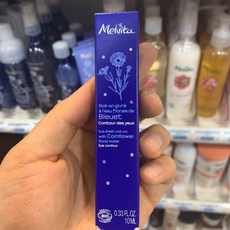 Melvita
Roll-on givré
à l'eau florale de
Bleuet
Contour des yeux
Eye fresh roll-on
with Cornflower
floral water
Eye contour
BIO
0.33 FL.OZ.
10 ML